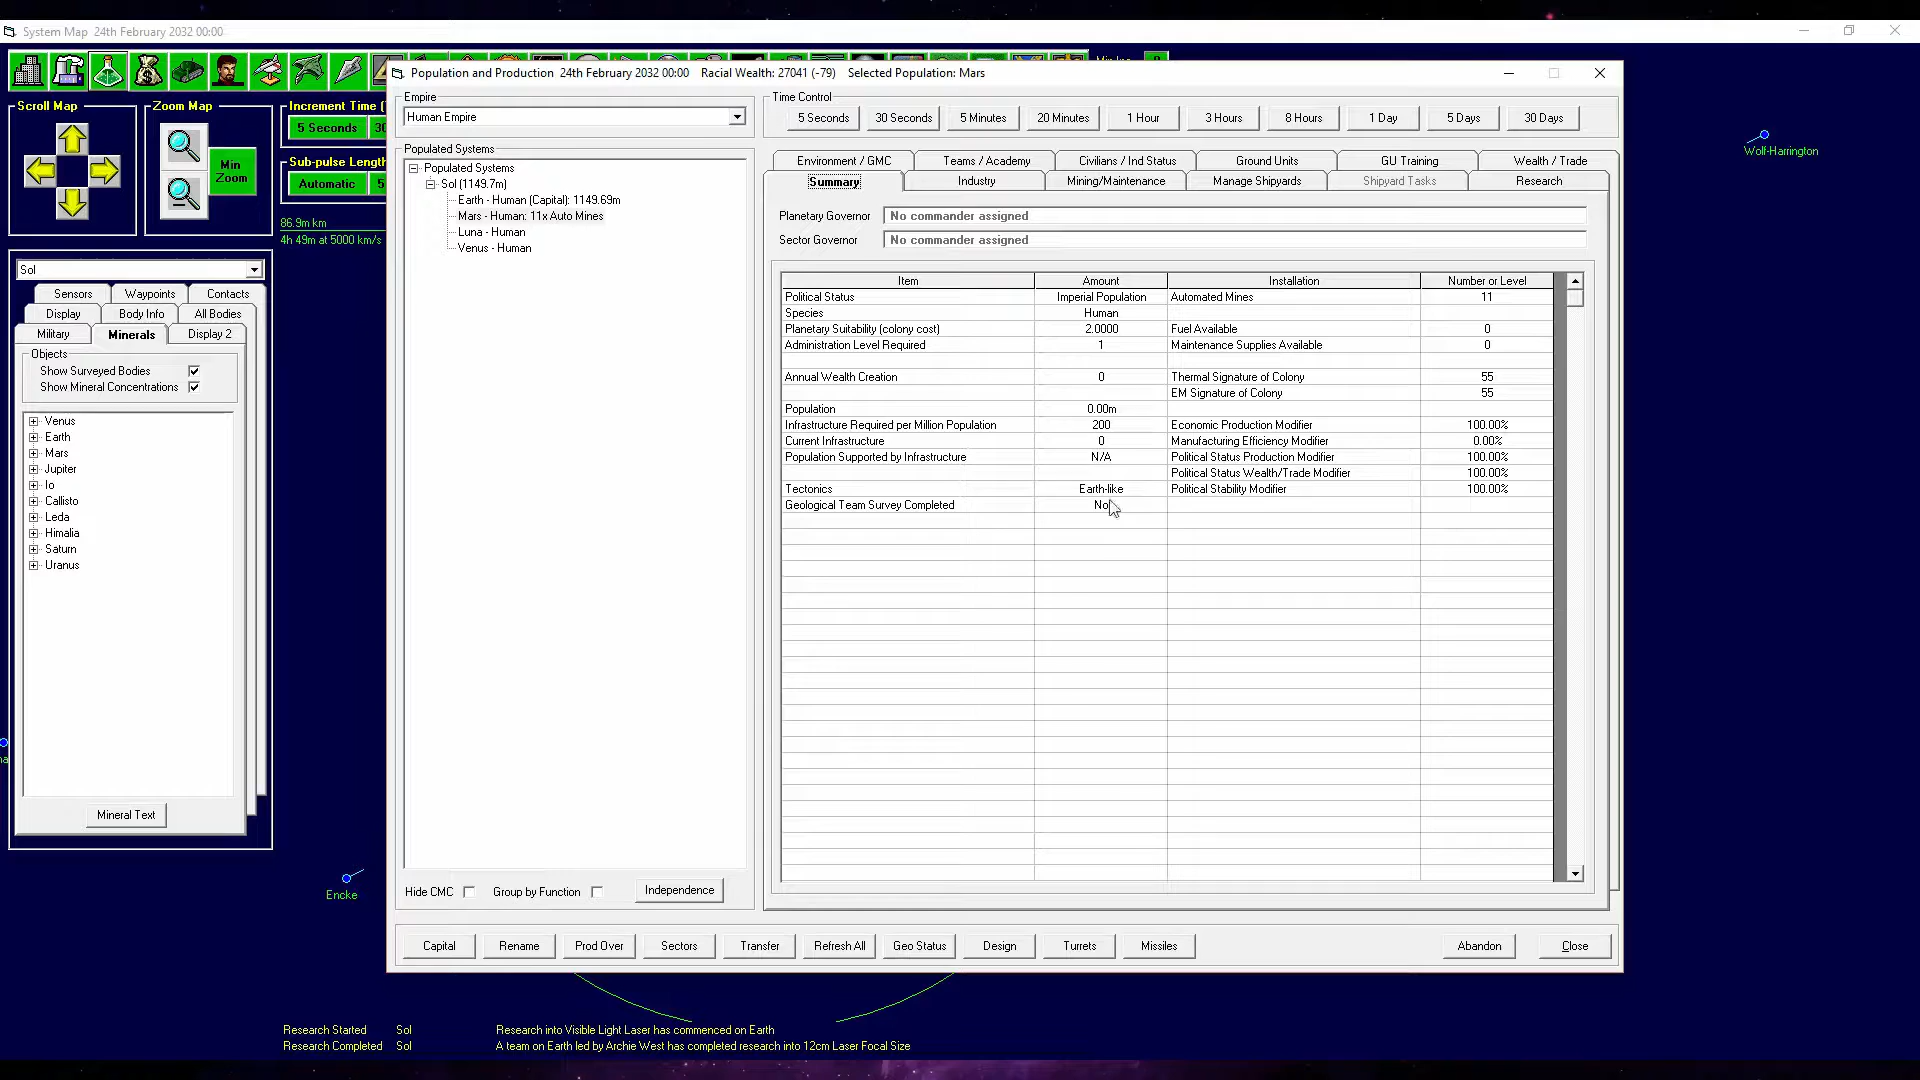 System Map 24th February 2032 00:00
Population and Production 24th February 2032 00:00 Racial Wealth: 27041 (-79) Selected Population: Mars
Scroll Map
Zoom Map
Min Zoom
Increment Time
5 Seconds
Sub-pulse Length
Automatic
86.9m km
4h 49m at 5000 km/s
Sol
Sensors Waypoints Contacts
Display Body Info All Bodies
Military Minerals Display 2
Objects
Show Surveyed Bodies
Show Mineral Concentrations
Venus
Earth
Mars
Jupiter
Io
Callisto
Leda
Himalia
Saturn
Uranus
Mineral Text
Empire
Human Empire
Populated Systems
Populated Systems
Sol (1149.7m)
Earth - Human (Capital): 1149.69m
Mars - Human: 11x Auto Mines
Luna - Human
Venus - Human
Hide CMC Group by Function Independence
Time Control
5 Seconds 30 Seconds 5 Minutes 20 Minutes 1 Hour 3 Hours 8 Hours 1 Day 5 Days 30 Days
Environment / GMC Teams / Academy Civilians / Ind Status Ground Units GU Training Wealth / Trade
Summary Industry Mining/Maintenance Manage Shipyards Shipyard Tasks Research
Planetary Governor No commander assigned
Sector Governor No commander assigned
Item Amount Installation Number or Level
Political Status Imperial Population Automated Mines 11
Species Human
Planetary Suitability (colony cost) 2.0000 Fuel Available 0
Administration Level Required 1 Maintenance Supplies Available 0
Annual Wealth Creation 0 Thermal Signature of Colony 55
EM Signature of Colony 55
Population 0.00m
Infrastructure Required per Million Population 200 Economic Production Modifier 100.00%
Current Infrastructure 0 Manufacturing Efficiency Modifier 0.00%
Population Supported by Infrastructure N/A Political Status Production Modifier 100.00%
Political Status Wealth/Trade Modifier 100.00%
Tectonics Earth-like Political Stability Modifier 100.00%
Geological Team Survey Completed No
Capital Rename Prod Over Sectors Transfer Refresh All Geo Status Design Turrets Missiles Abandon Close
Wolf-Harrington
Encke
Research Started Sol Research into Visible Light Laser has commenced on Earth
Research Completed Sol A team on Earth led by Archie West has completed research into 12cm Laser Focal Size